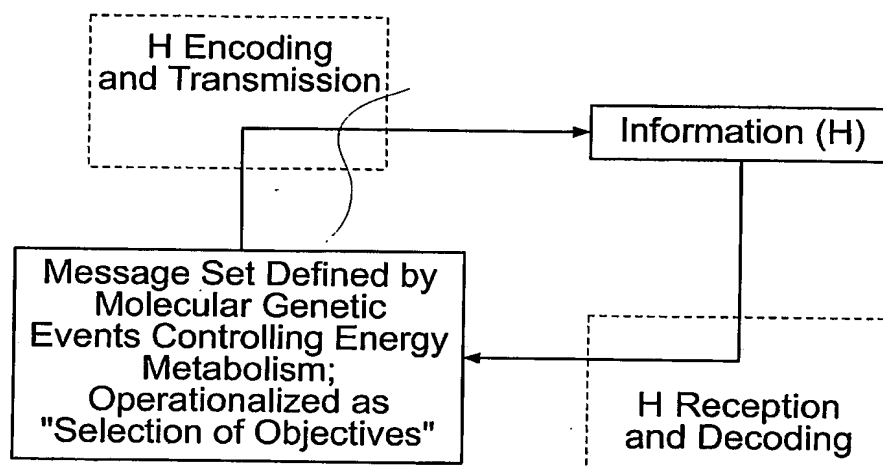 H Encoding
and Transmission
Information (H)
Message Set Defined by
Molecular Genetic
Events Controlling Energy
Metabolism;
Operationalized as
"Selection of Objectives"
H Reception
and Decoding